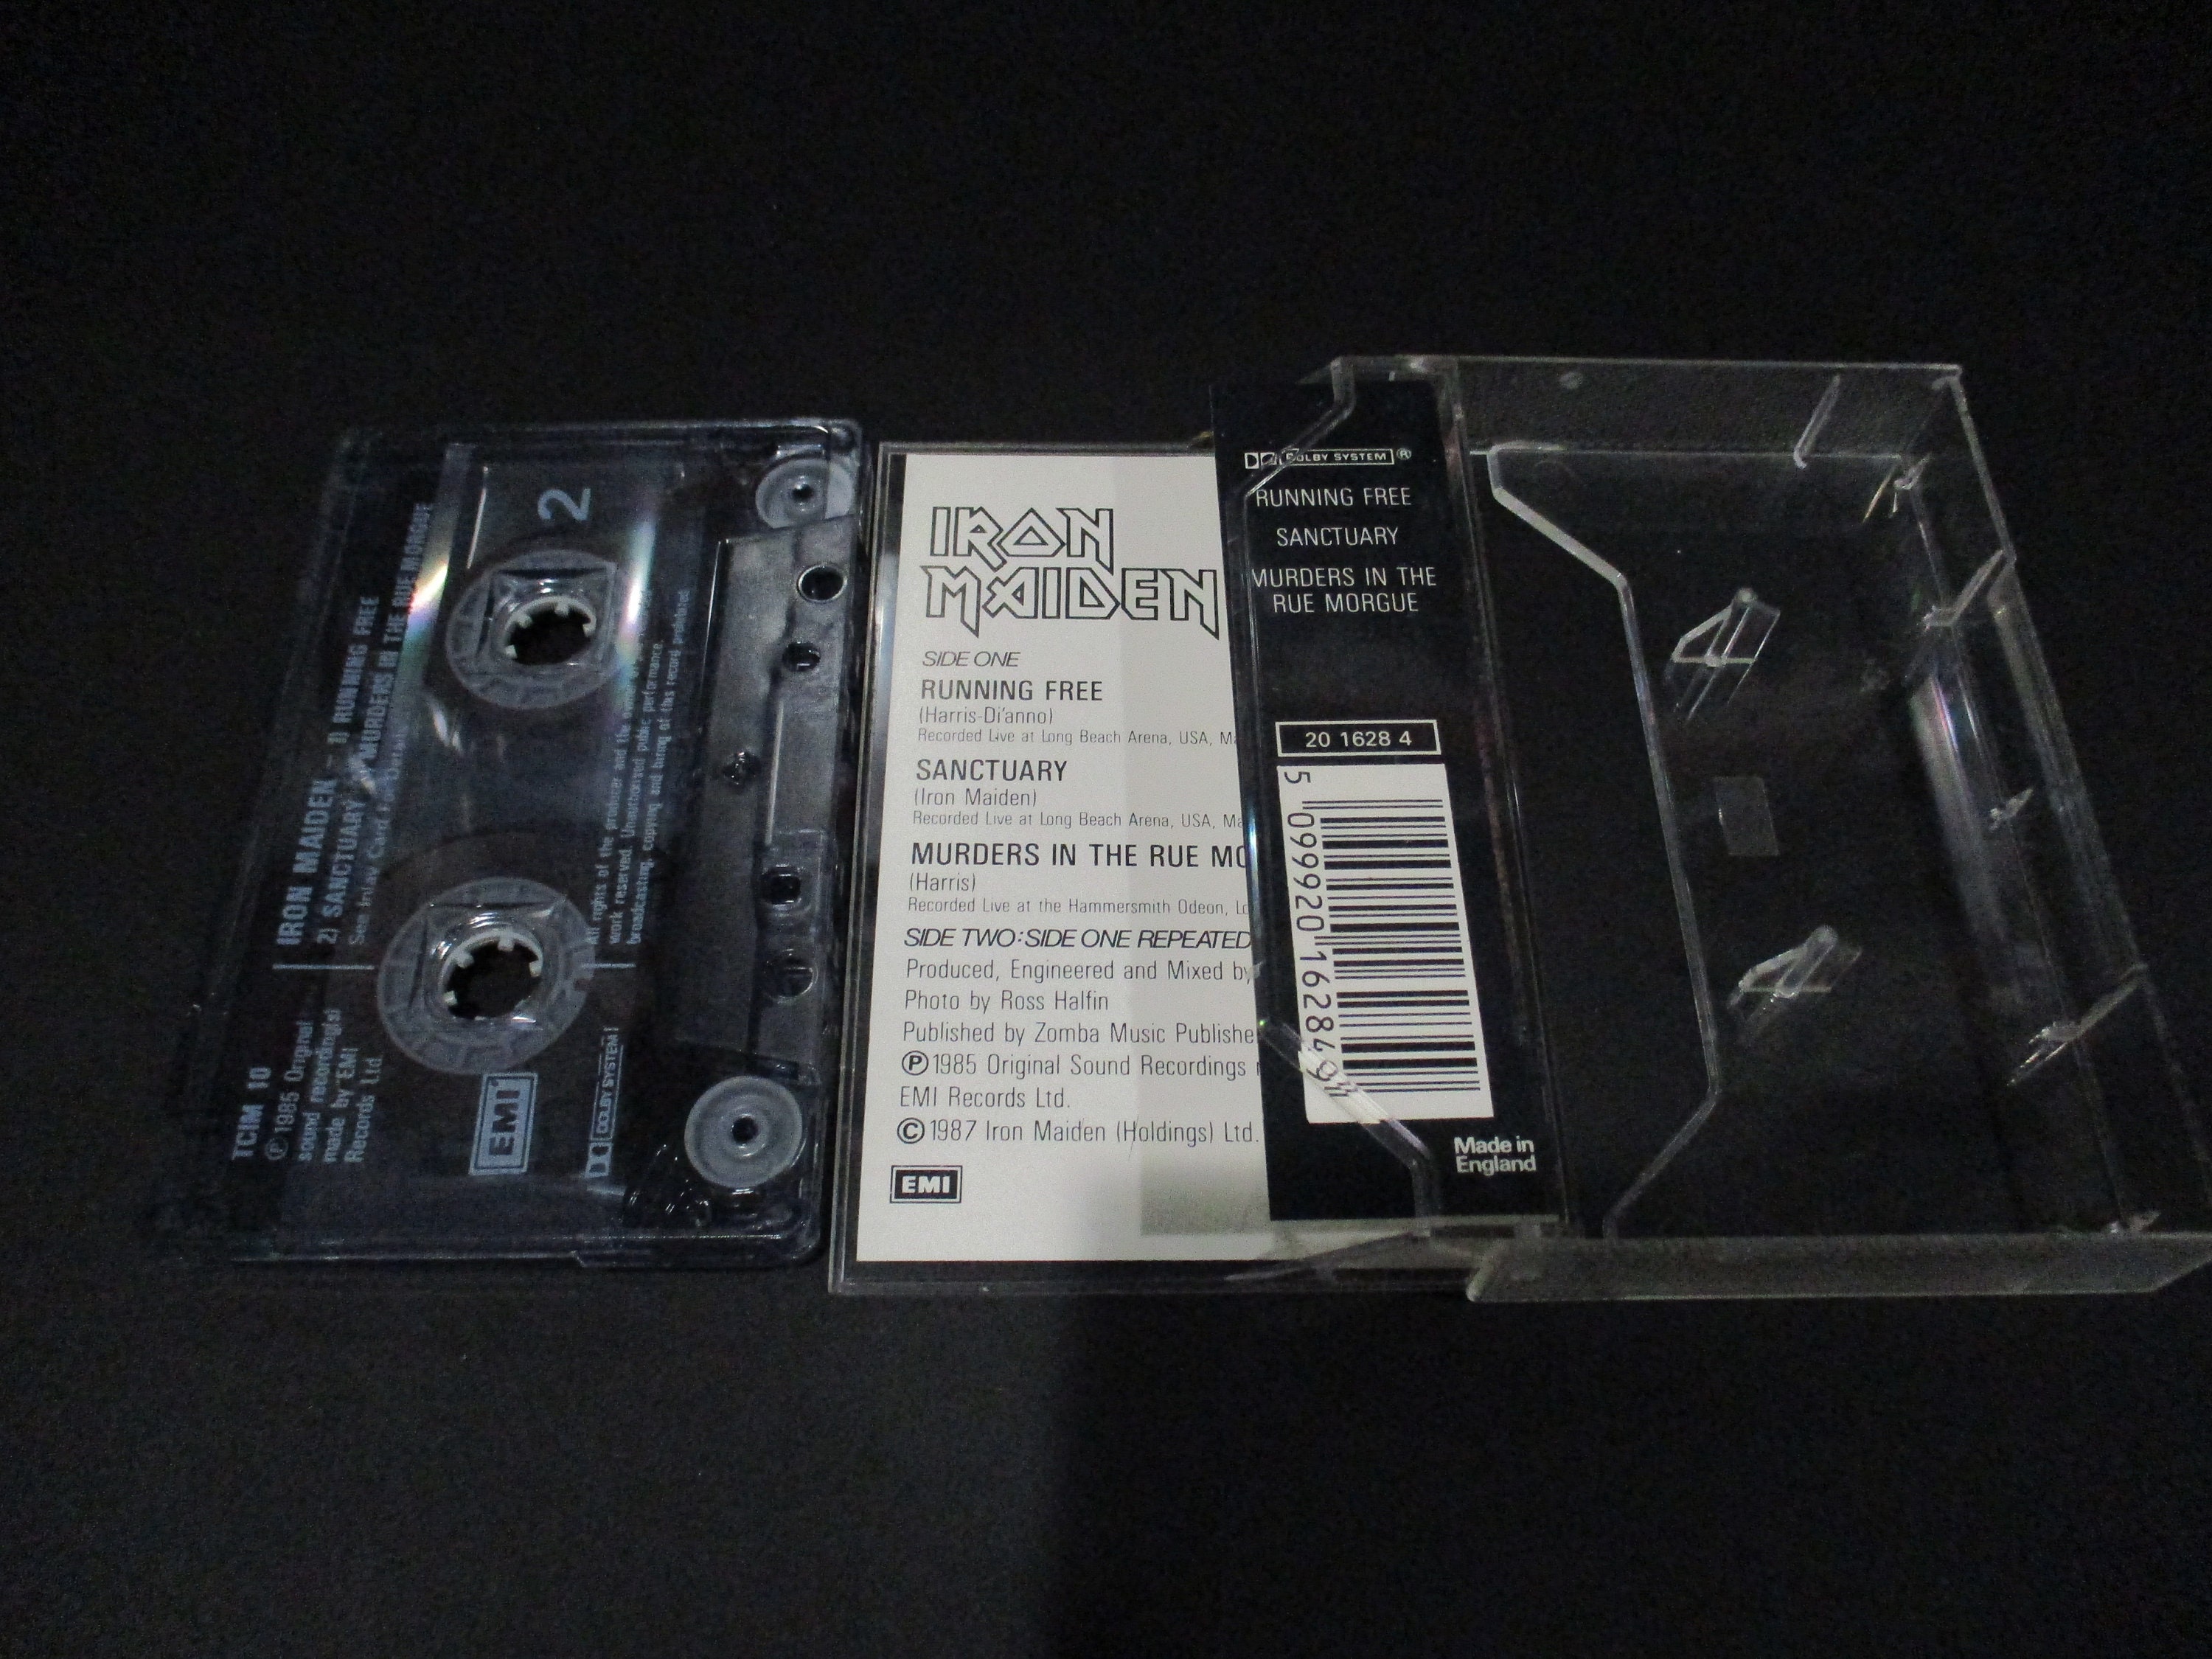 2
IRON MAIDEN - 1) RUNNING FREE
2) SANCTUARY 3) MURDERS IN THE RUE MORGUE
See Inlay Card For Details
TCIM 10
Ⓟ1985 Original
sound recordings
made by EMI
Records Ltd.
EMI
DOLBY SYSTEM
All rights of the producer and the
work reserved. Unauthorised public performance
broadcasting, copying and hiring of this record prohibited
IRON
MAIDEN
SIDE ONE
RUNNING FREE
(Harris-Di'anno)
Recorded Live at Long Beach Arena, USA,
SANCTUARY
(Iron Maiden)
Recorded Live at Long Beach Arena, USA,
MURDERS IN THE RUE MO
(Harris)
Recorded Live at the Hammersmith Odeon,
SIDE TWO: SIDE ONE REPEATED
Produced, Engineered and Mixed by
Photo by Ross Halfin
Published by Zomba Music Publishe
Ⓟ1985 Original Sound Recordings
EMI Records Ltd.
©1987 Iron Maiden (Holdings) Ltd.
EMI
DOLBY SYSTEM®
RUNNING FREE
SANCTUARY
MURDERS IN THE
RUE MORGUE
20 1628 4
5 099920 162849
Made in
England